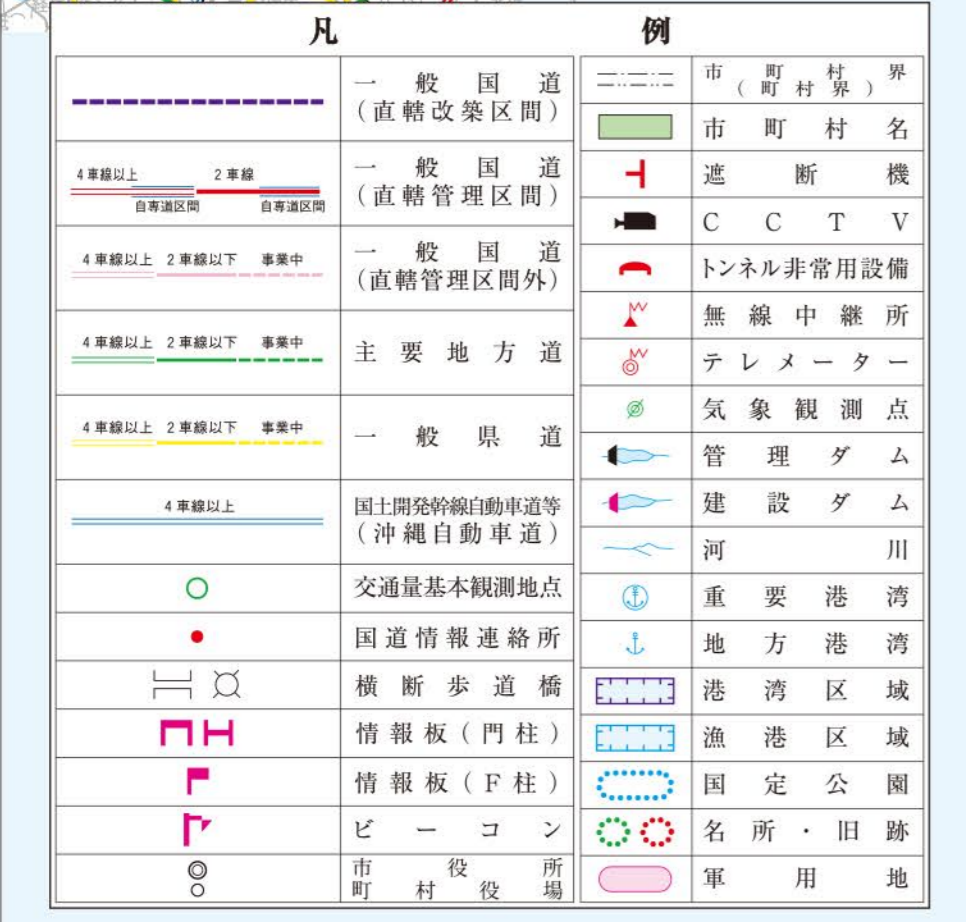 凡例
一般国道
(直轄改築区間)
4車線以上 2車線
自専道区間 自専道区間
一般国道
(直轄管理区間)
4車線以上 2車線以下 事業中
一般国道
(直轄管理区間外)
4車線以上 2車線以下 事業中
主要地方道
4車線以上 2車線以下 事業中
一般県道
4車線以上
国土開発幹線自動車道等
(沖縄自動車道)
交通量基本観測地点
国道情報連絡所
横断歩道橋
情報板(門柱)
情報板(F柱)
ビーコン
市役所
町村役場
市町村界
(町村界)
市町村名
遮断機
CCTV
トンネル非常用設備
無線中継所
テレメーター
気象観測点
管理ダム
建設ダム
河川
重要港湾
地方港湾
港湾区域
漁港区域
国定公園
名所・旧跡
軍用地